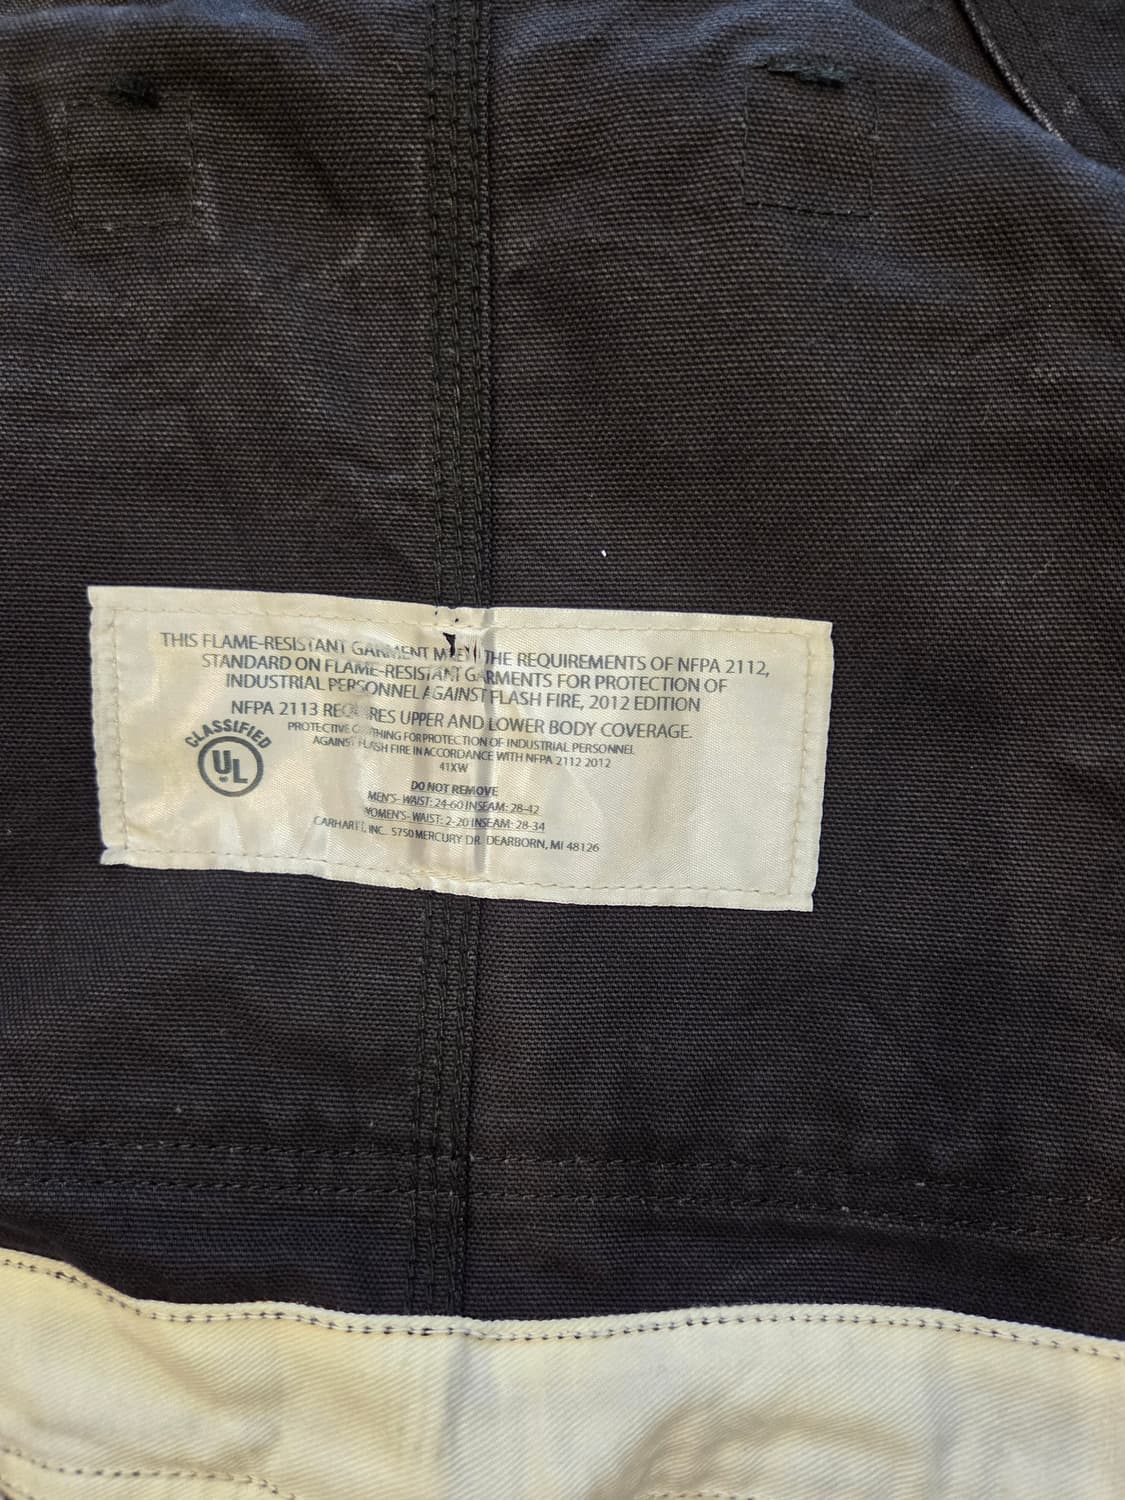 THIS FLAME-RESISTANT GARMENT MEETS THE REQUIREMENTS OF NFPA 2112,
STANDARD ON FLAME-RESISTANT GARMENTS FOR PROTECTION OF
INDUSTRIAL PERSONNEL AGAINST FLASH FIRE, 2012 EDITION
NFPA 2113 REQUIRES UPPER AND LOWER BODY COVERAGE.
CLASSIFIED
UL
PROTECTIVE CLOTHING FOR PROTECTION OF INDUSTRIAL PERSONNEL
AGAINST FLASH FIRE IN ACCORDANCE WITH NFPA 2112 2012
41XW
DO NOT REMOVE
MEN'S- WAIST: 24-60 INSEAM: 28-42
WOMEN'S- WAIST: 2-20 INSEAM: 28-34
CARHARTT, INC. 5750 MERCURY DR. DEARBORN, MI 48126